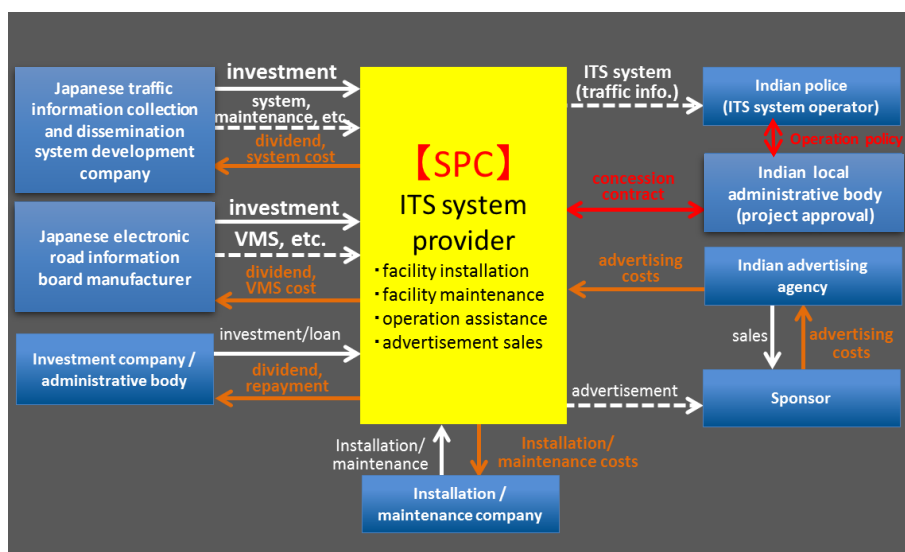 Japanese traffic
information collection
and dissemination
system development
company
investment
system,
maintenance, etc
dividend,
system cost
Japanese electronic
road information
board manufacturer
investment
VMS, etc.
dividend,
VMS cost
Investment company /
administrative body
investment/loan
dividend,
repayment
【SPC】
ITS system
provider
・facility installation
・facility maintenance
・operation assistance
・advertisement sales
ITS system
(traffic info.)
Indian police
(ITS system operator)
Operation policy
concession
contract
Indian local
administrative body
(project approval)
advertising
costs
Indian advertising
agency
sales
advertising
costs
advertisement
Sponsor
Installation/
maintenance
Installation/
maintenance costs
Installation /
maintenance company